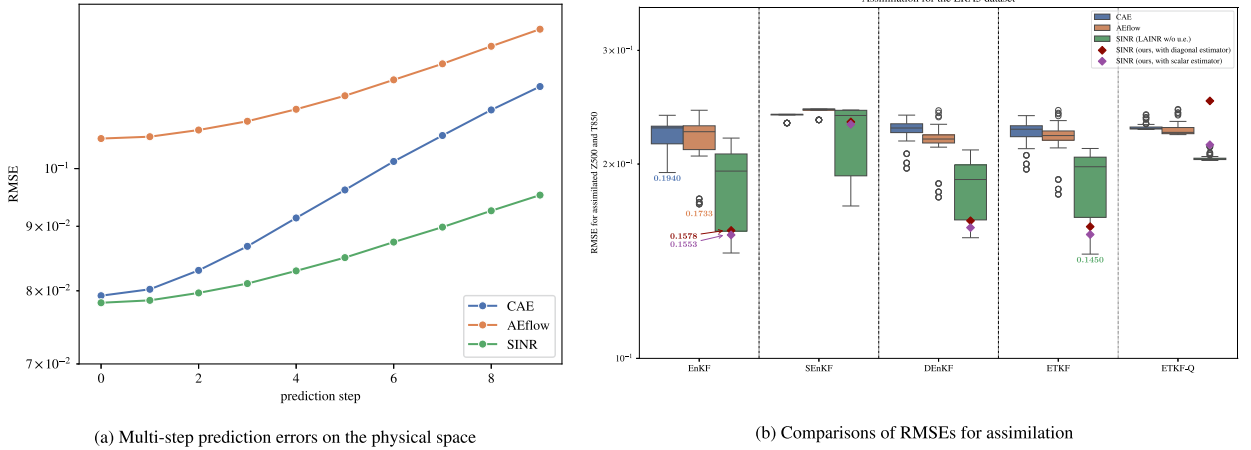 RMSE
10⁻¹
9 × 10⁻²
8 × 10⁻²
7 × 10⁻²
0
2
4
6
8
prediction step
CAE
AEflow
SINR
(a) Multi-step prediction errors on the physical space
Assimilation for the ERA5 dataset
RMSE for assimilated Z500 and T850
3 × 10⁻¹
2 × 10⁻¹
10⁻¹
CAE
AEflow
SINR (LAINR w/o u.e.)
SINR (ours, with diagonal estimator)
SINR (ours, with scalar estimator)
0.1940
0.1733
0.1578
0.1553
0.1450
EnKF
SEnKF
DEnKF
ETKF
ETKF-Q
(b) Comparisons of RMSEs for assimilation